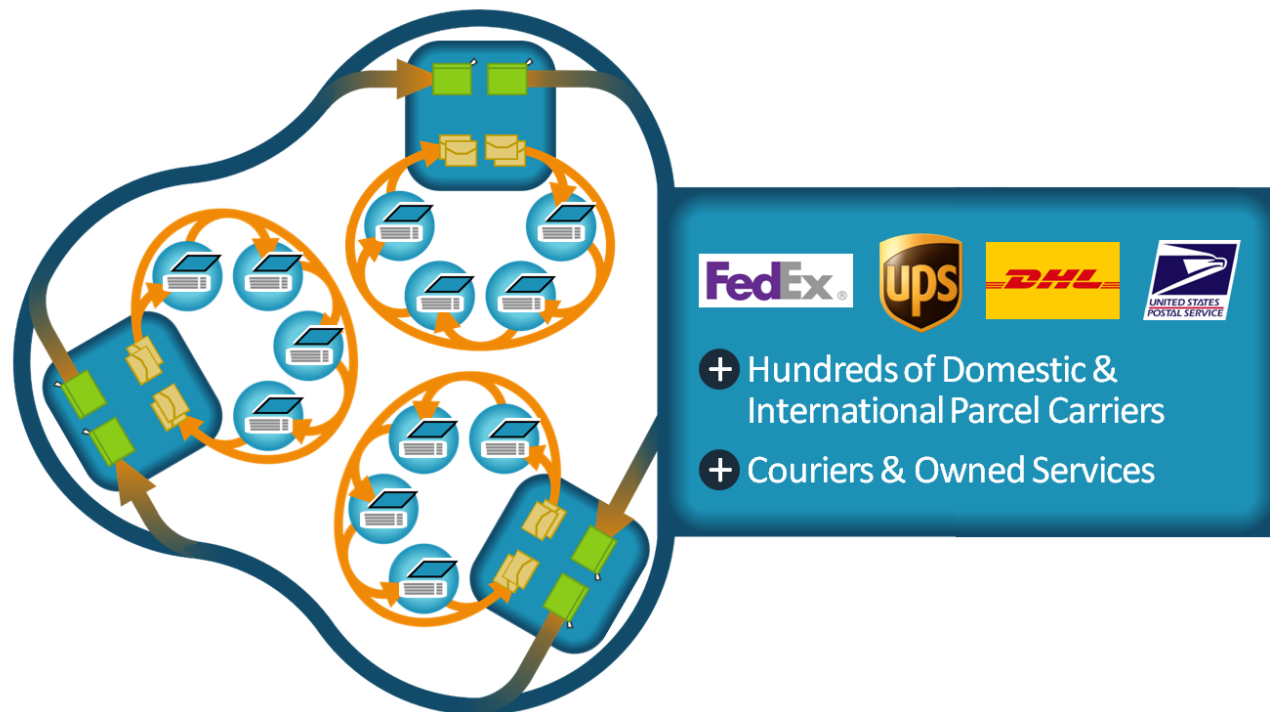 FedEx®
ups
DHL
UNITED STATES
POSTAL SERVICE
Hundreds of Domestic &
International Parcel Carriers
Couriers & Owned Services